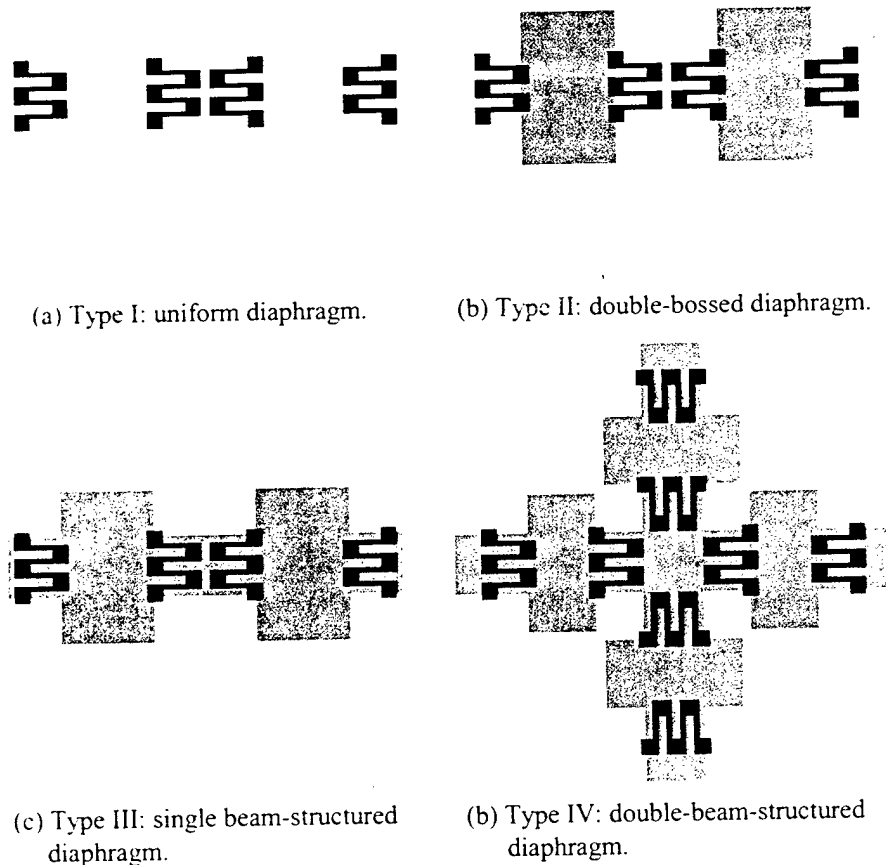 (a) Type I: uniform diaphragm.
(b) Type II: double-bossed diaphragm.
(c) Type III: single beam-structured
diaphragm.
(b) Type IV: double-beam-structured
diaphragm.